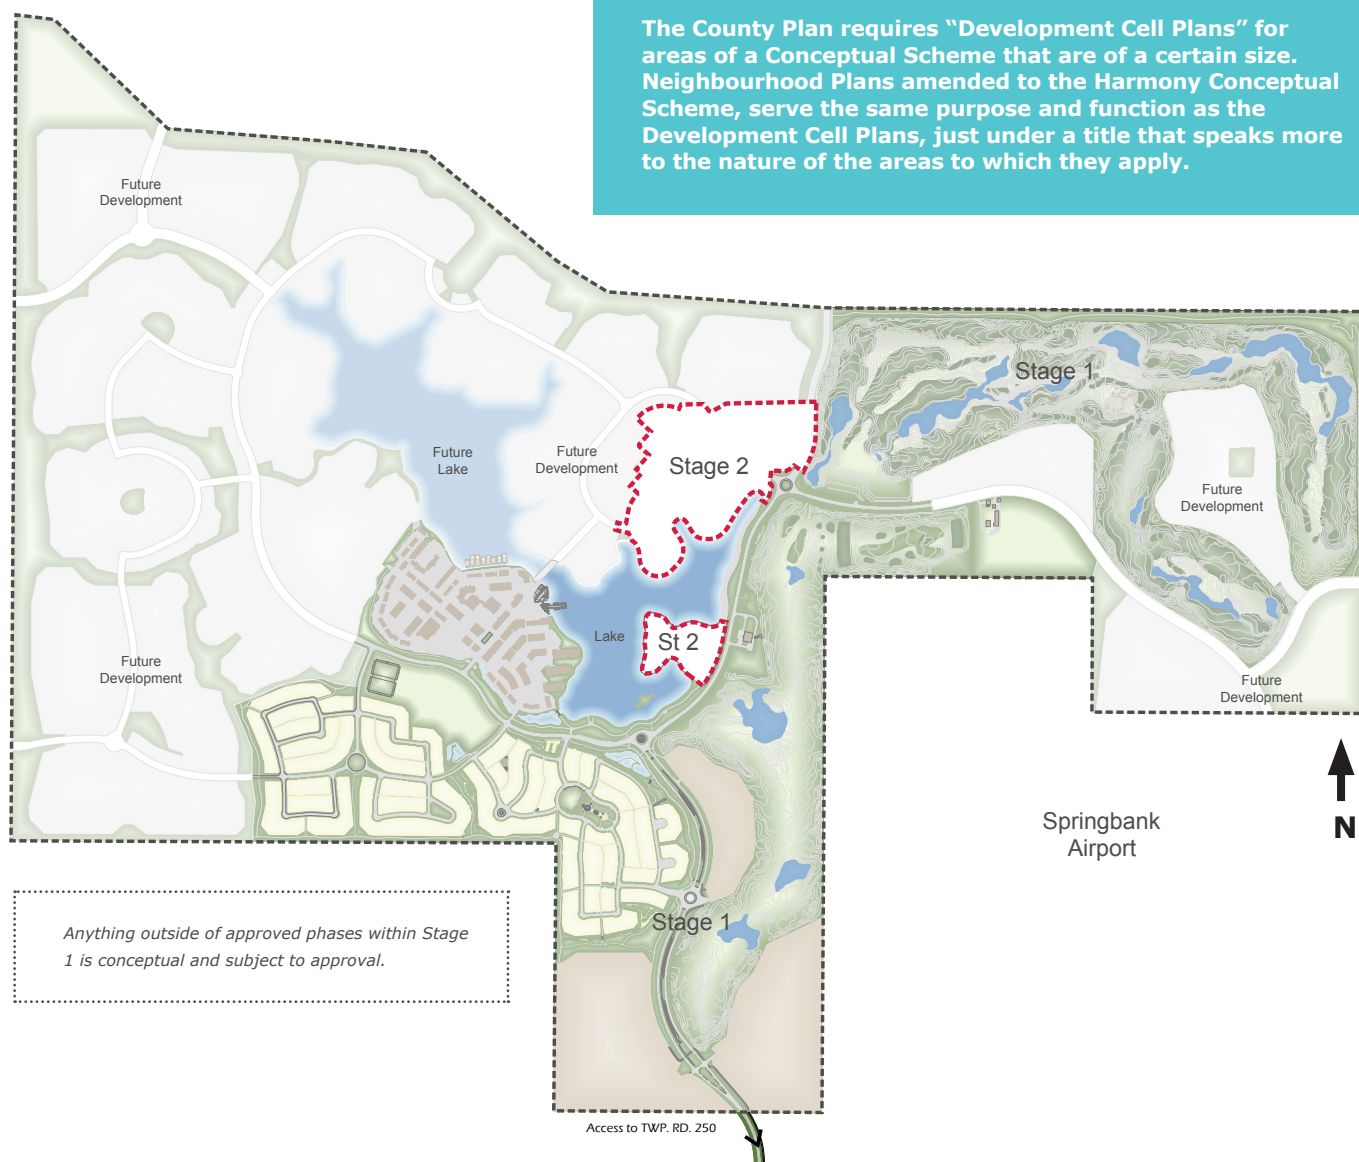 The County Plan requires “Development Cell Plans” for
areas of a Conceptual Scheme that are of a certain size.
Neighbourhood Plans amended to the Harmony Conceptual
Scheme, serve the same purpose and function as the
Development Cell Plans, just under a title that speaks more
to the nature of the areas to which they apply.
Future
Development
Stage 1
Future
Lake
Future
Development
Stage 2
Future
Development
Lake
St 2
Future
Development
Future
Development
N
Springbank
Airport
Stage 1
Anything outside of approved phases within Stage
1 is conceptual and subject to approval.
Access to TWP. RD. 250